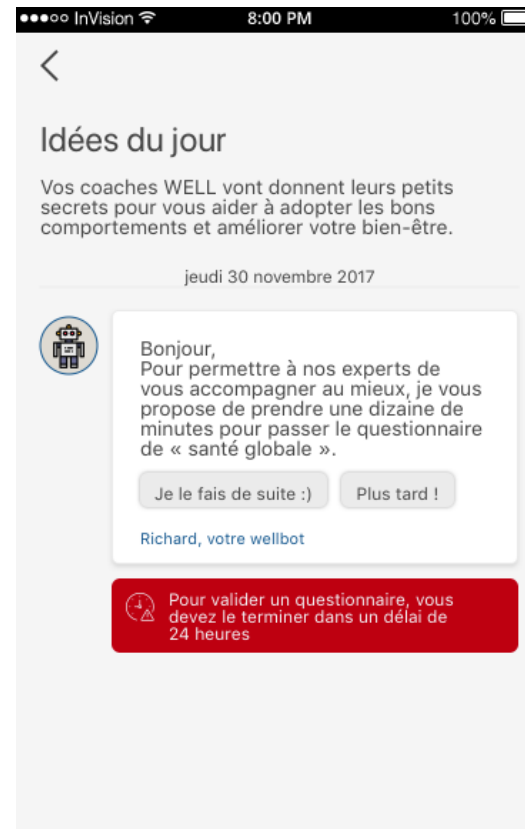 InVision 8:00 PM 100%
Idées du jour
Vos coaches WELL vont donnent leurs petits
secrets pour vous aider à adopter les bons
comportements et améliorer votre bien-être.
jeudi 30 novembre 2017
Bonjour,
Pour permettre à nos experts de
vous accompagner au mieux, je vous
propose de prendre une dizaine de
minutes pour passer le questionnaire
de « santé globale ».
Je le fais de suite :) Plus tard !
Richard, votre wellbot
Pour valider un questionnaire, vous
devez le terminer dans un délai de
24 heures